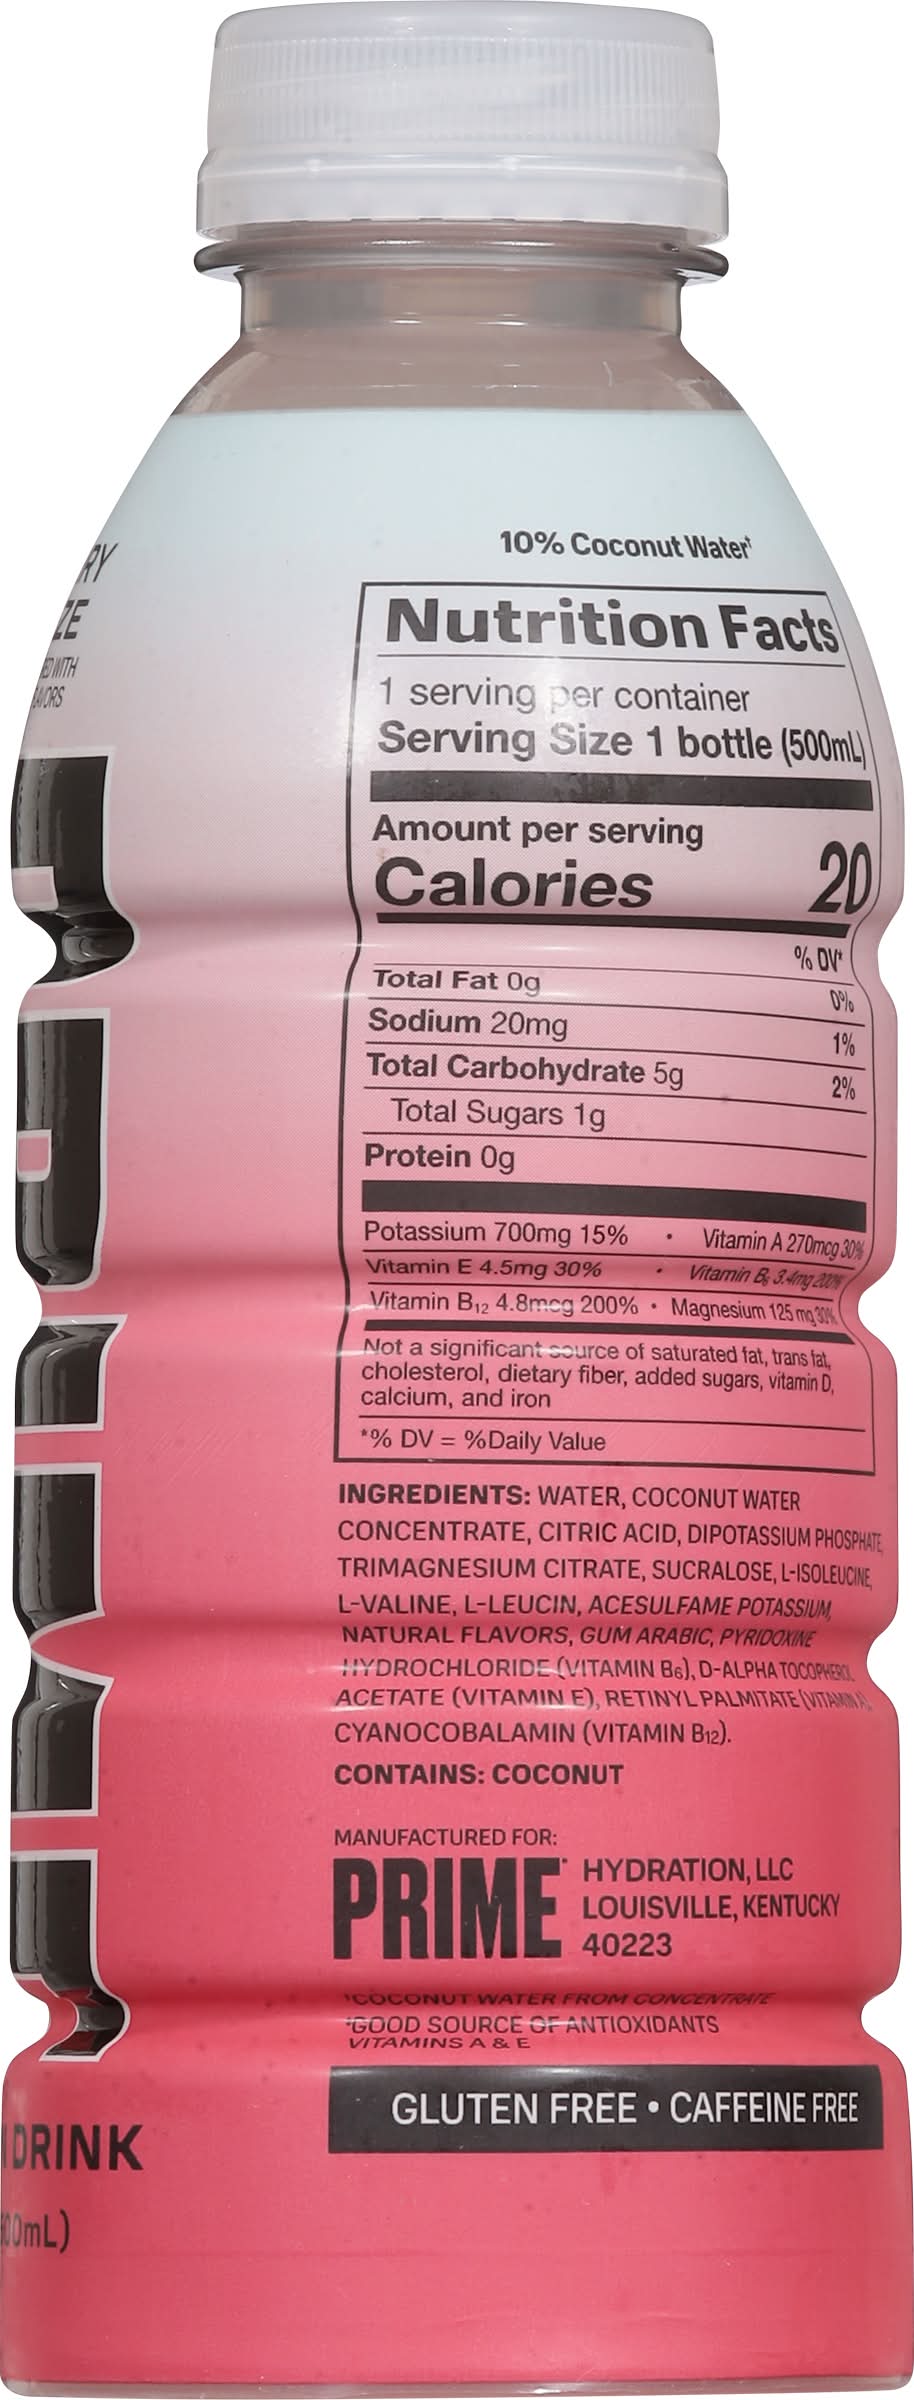 10% Coconut Water†
Nutrition Facts
1 serving per container
Serving Size 1 bottle (500mL)
Amount per serving
Calories 20
% DV*
Total Fat 0g 0%
Sodium 20mg 1%
Total Carbohydrate 5g 2%
Total Sugars 1g
Protein 0g
Potassium 700mg 15% • Vitamin A 270mcg 30%
Vitamin E 4.5mg 30% • Vitamin B6 3.4mg 200%
Vitamin B12 4.8mcg 200% • Magnesium 125 mg 30%
Not a significant source of saturated fat, trans fat,
cholesterol, dietary fiber, added sugars, vitamin D,
calcium, and iron
*% DV = %Daily Value
INGREDIENTS: WATER, COCONUT WATER
CONCENTRATE, CITRIC ACID, DIPOTASSIUM PHOSPHATE,
TRIMAGNESIUM CITRATE, SUCRALOSE, L-ISOLEUCINE,
L-VALINE, L-LEUCIN, ACESULFAME POTASSIUM,
NATURAL FLAVORS, GUM ARABIC, PYRIDOXINE
HYDROCHLORIDE (VITAMIN B6), D-ALPHA TOCOPHEROL
ACETATE (VITAMIN E), RETINYL PALMITATE (VITAMIN A),
CYANOCOBALAMIN (VITAMIN B12).
CONTAINS: COCONUT
MANUFACTURED FOR:
PRIME HYDRATION, LLC
LOUISVILLE, KENTUCKY
40223
†COCONUT WATER FROM CONCENTRATE
‡GOOD SOURCE OF ANTIOXIDANTS
VITAMINS A & E
GLUTEN FREE • CAFFEINE FREE
PRIME
DRINK
00mL)